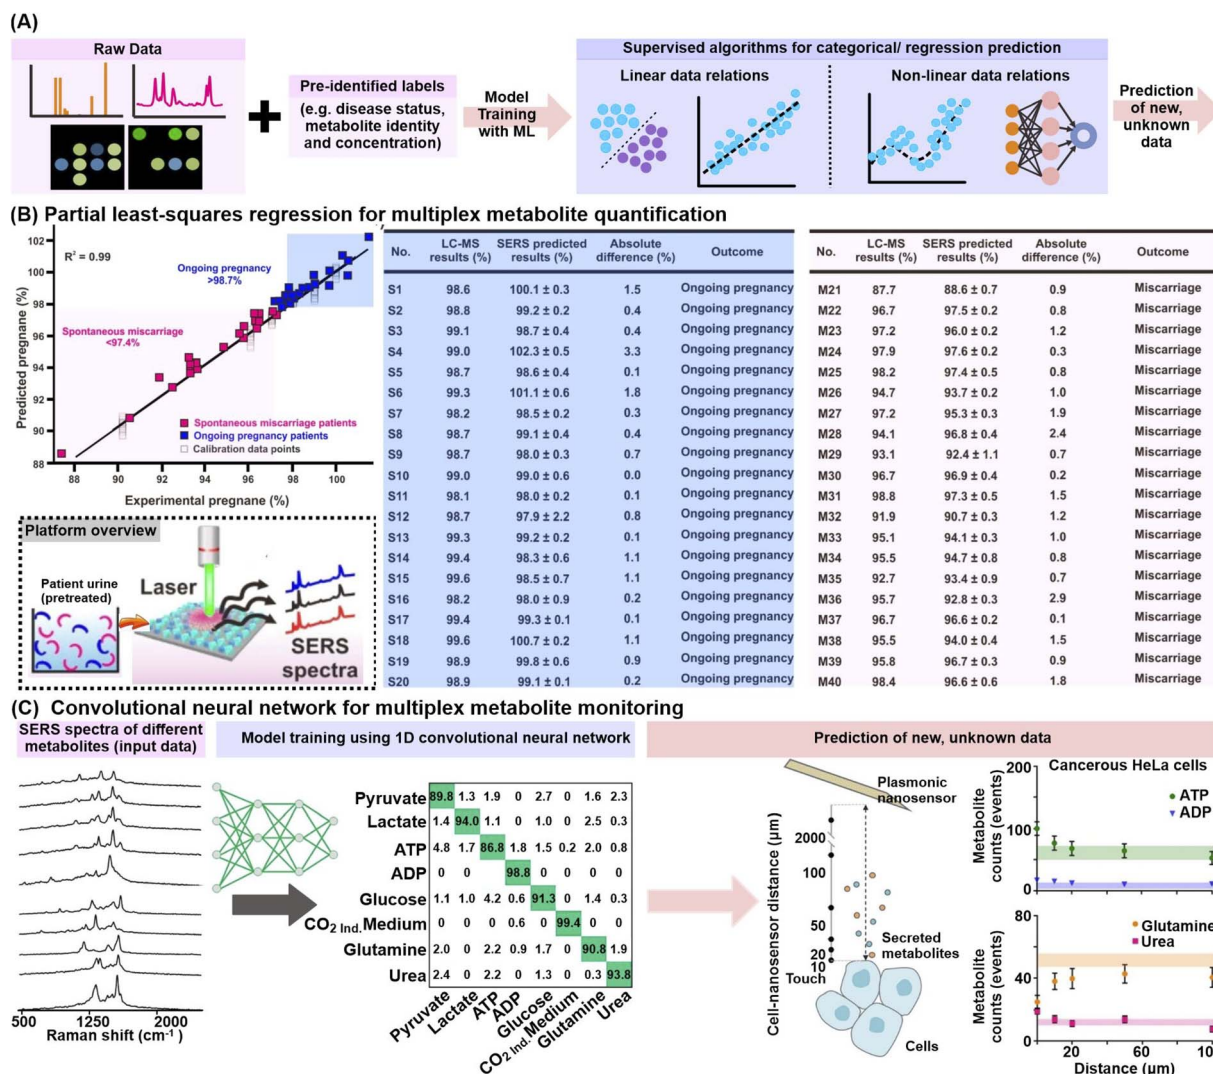 (A)
Raw Data
Pre-identified labels
(e.g. disease status,
metabolite identity
and concentration)
Model
Training
with ML
Supervised algorithms for categorical/ regression prediction
Linear data relations
Non-linear data relations
Prediction
of new,
unknown
data
(B) Partial least-squares regression for multiplex metabolite quantification
Predicted pregnane (%)
102
100
98
96
94
92
90
88
R² = 0.99
Ongoing pregnancy
>98.7%
Spontaneous miscarriage
<97.4%
Spontaneous miscarriage patients
Ongoing pregnancy patients
Calibration data points
88 90 92 94 96 98 100
Experimental pregnane (%)
Platform overview
Patient urine
(pretreated)
Laser
SERS
spectra
No. LC-MS results (%) SERS predicted results (%) Absolute difference (%) Outcome
S1 98.6 100.1 ± 0.3 1.5 Ongoing pregnancy
S2 98.8 99.2 ± 0.2 0.4 Ongoing pregnancy
S3 99.1 98.7 ± 0.4 0.4 Ongoing pregnancy
S4 99.0 102.3 ± 0.5 3.3 Ongoing pregnancy
S5 98.7 98.6 ± 0.4 0.1 Ongoing pregnancy
S6 99.3 101.1 ± 0.6 1.8 Ongoing pregnancy
S7 98.2 98.5 ± 0.2 0.3 Ongoing pregnancy
S8 98.7 99.1 ± 0.4 0.4 Ongoing pregnancy
S9 98.7 98.0 ± 0.3 0.7 Ongoing pregnancy
S10 99.0 99.0 ± 0.6 0.0 Ongoing pregnancy
S11 98.1 98.0 ± 0.2 0.1 Ongoing pregnancy
S12 98.7 97.9 ± 2.2 0.8 Ongoing pregnancy
S13 99.3 99.2 ± 0.2 0.1 Ongoing pregnancy
S14 99.4 98.3 ± 0.6 1.1 Ongoing pregnancy
S15 99.6 98.5 ± 0.7 1.1 Ongoing pregnancy
S16 98.2 98.0 ± 0.9 0.2 Ongoing pregnancy
S17 99.4 99.3 ± 0.1 0.1 Ongoing pregnancy
S18 99.6 100.7 ± 0.2 1.1 Ongoing pregnancy
S19 98.9 99.8 ± 0.6 0.9 Ongoing pregnancy
S20 98.9 99.1 ± 0.1 0.2 Ongoing pregnancy
No. LC-MS results (%) SERS predicted results (%) Absolute difference (%) Outcome
M21 87.7 88.6 ± 0.7 0.9 Miscarriage
M22 96.7 97.5 ± 0.2 0.8 Miscarriage
M23 97.2 96.0 ± 0.2 1.2 Miscarriage
M24 97.9 97.6 ± 0.2 0.3 Miscarriage
M25 98.2 97.4 ± 0.5 0.8 Miscarriage
M26 94.7 93.7 ± 0.2 1.0 Miscarriage
M27 97.2 95.3 ± 0.3 1.9 Miscarriage
M28 94.1 96.8 ± 0.4 2.4 Miscarriage
M29 93.1 92.4 ± 1.1 0.7 Miscarriage
M30 96.7 96.9 ± 0.4 0.2 Miscarriage
M31 98.8 97.3 ± 0.5 1.5 Miscarriage
M32 91.9 90.7 ± 0.3 1.2 Miscarriage
M33 95.1 94.1 ± 0.3 1.0 Miscarriage
M34 95.5 94.7 ± 0.8 0.8 Miscarriage
M35 92.7 93.4 ± 0.9 0.7 Miscarriage
M36 95.7 92.8 ± 0.3 2.9 Miscarriage
M37 96.7 96.6 ± 0.2 0.1 Miscarriage
M38 95.5 94.0 ± 0.4 1.5 Miscarriage
M39 95.8 96.7 ± 0.3 0.9 Miscarriage
M40 98.4 96.6 ± 0.6 1.8 Miscarriage
(C) Convolutional neural network for multiplex metabolite monitoring
SERS spectra of different
metabolites (input data)
500 1250 2000
Raman shift (cm⁻¹)
Model training using 1D convolutional neural network
Pyruvate 89.8 1.3 1.9 0 2.7 0 1.6 2.3
Lactate 1.4 94.0 1.1 0 1.0 0 2.5 0.3
ATP 4.8 1.7 86.8 1.8 1.5 0.2 2.0 0.8
ADP 0 0 0 98.8 0 0 0 0
Glucose 1.1 1.0 4.2 0.6 91.3 0 1.4 0.3
CO2 Ind. Medium 0 0 0 0.6 0 99.4 0 0
Glutamine 2.0 0 2.2 0.9 1.7 0 90.8 1.9
Urea 2.4 0 2.2 0 1.3 0 0.3 93.8
Pyruvate Lactate ATP ADP Glucose CO2 Ind. Medium Glutamine Urea
Prediction of new, unknown data
Plasmonic
nanosensor
Cell-nanosensor distance (µm)
2000
100
50
20
10
Touch
Secreted
metabolites
Cells
Metabolite
counts (events)
200
100
0
Cancerous HeLa cells
ATP
ADP
Metabolite
counts (events)
80
40
0
Glutamine
Urea
20 60 100
Distance (µm)